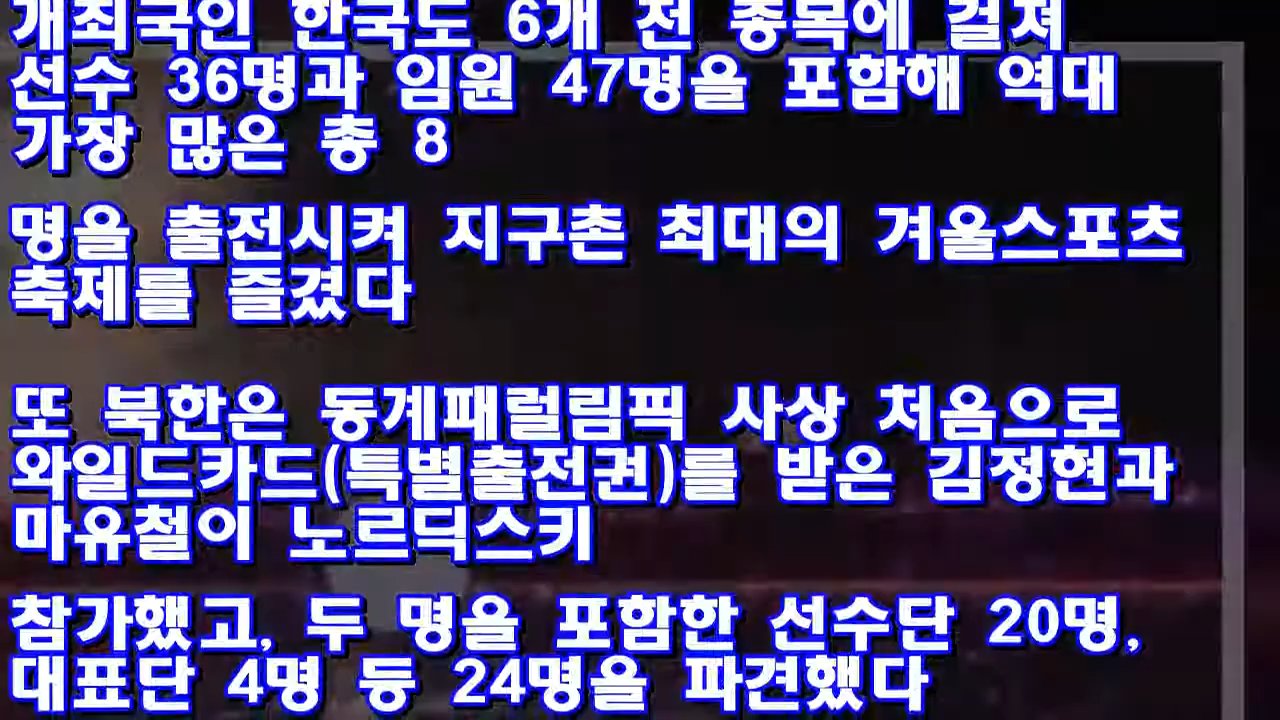 개최국인 한국도 6개 전 종목에 걸쳐
선수 36명과 임원 47명을 포함해 역대
가장 많은 총 8
명을 출전시켜 지구촌 최대의 겨울스포츠
축제를 즐겼다
또 북한은 동계패럴림픽 사상 처음으로
와일드카드(특별출전권)를 받은 김정현과
마유철이 노르딕스키
참가했고, 두 명을 포함한 선수단 20명,
대표단 4명 등 24명을 파견했다